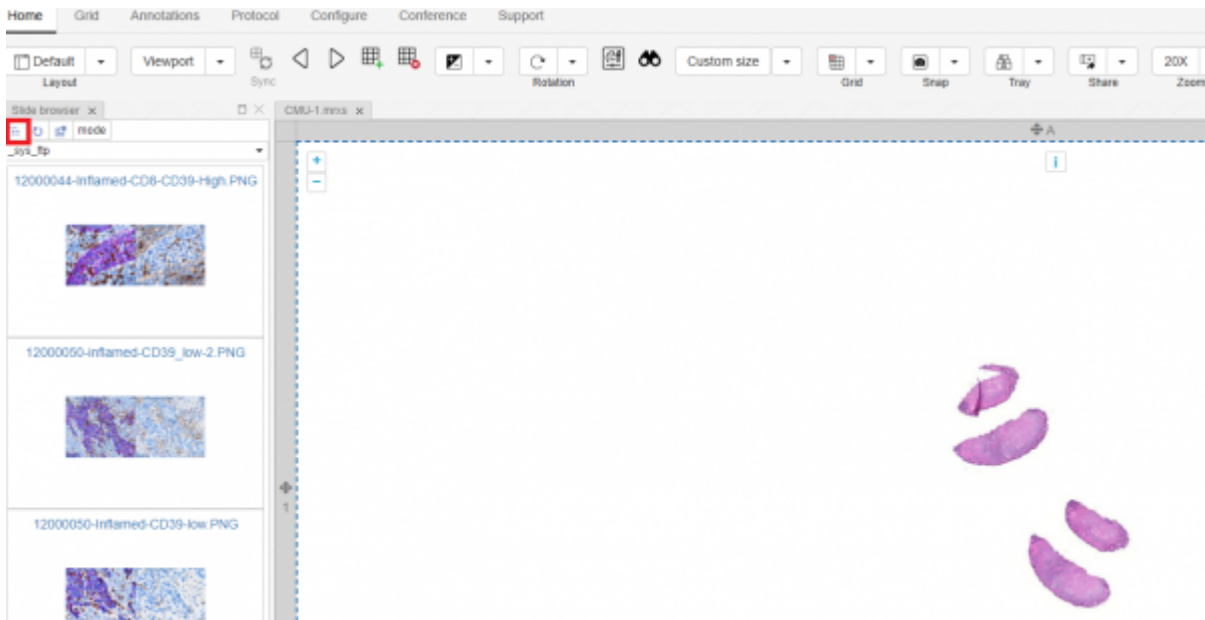 Home Grid Annotations Protocol Configure Conference Support
Default Viewport Custom size 20X
Layout Sync Rotation Grid Snap Tray Share Zoom
Slide browser x CMU-1.mrxs x
mode A
_sys_ftp
+ i
−
12000044-Inflamed-CD8-CD39-High.PNG
12000050-inflamed-CD39_low-2.PNG
1
12000050-Inflamed-CD39-low.PNG